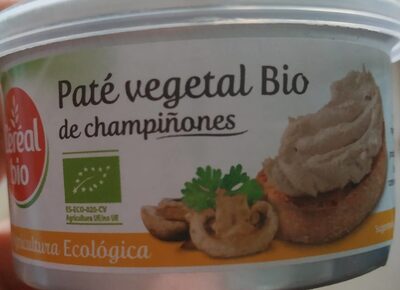 Céréal
bio
Paté vegetal Bio
de champiñones
ES-ECO-020-CV
Agricultura UE/no UE
Agricultura Ecológica